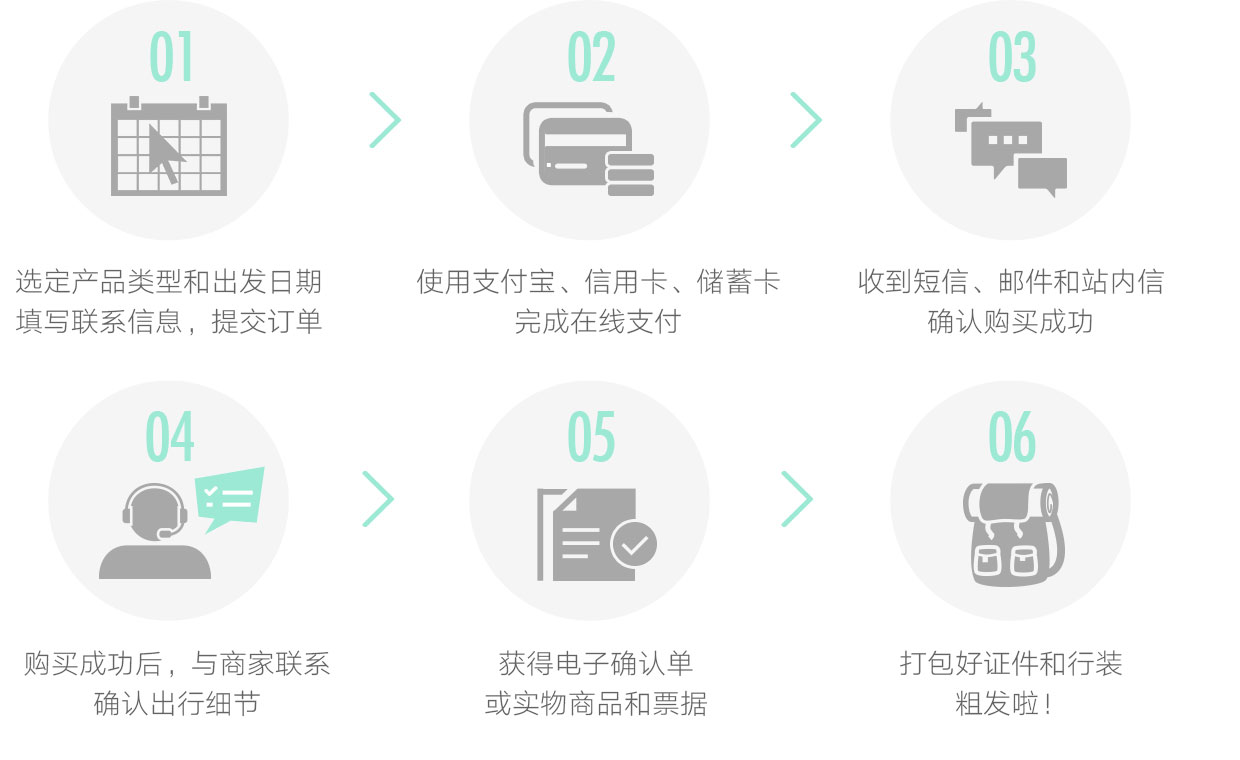 01
选定产品类型和出发日期
填写联系信息，提交订单
02
使用支付宝、信用卡、储蓄卡
完成在线支付
03
收到短信、邮件和站内信
确认购买成功
04
购买成功后，与商家联系
确认出行细节
05
获得电子确认单
或实物商品和票据
06
打包好证件和行装
粗发啦！